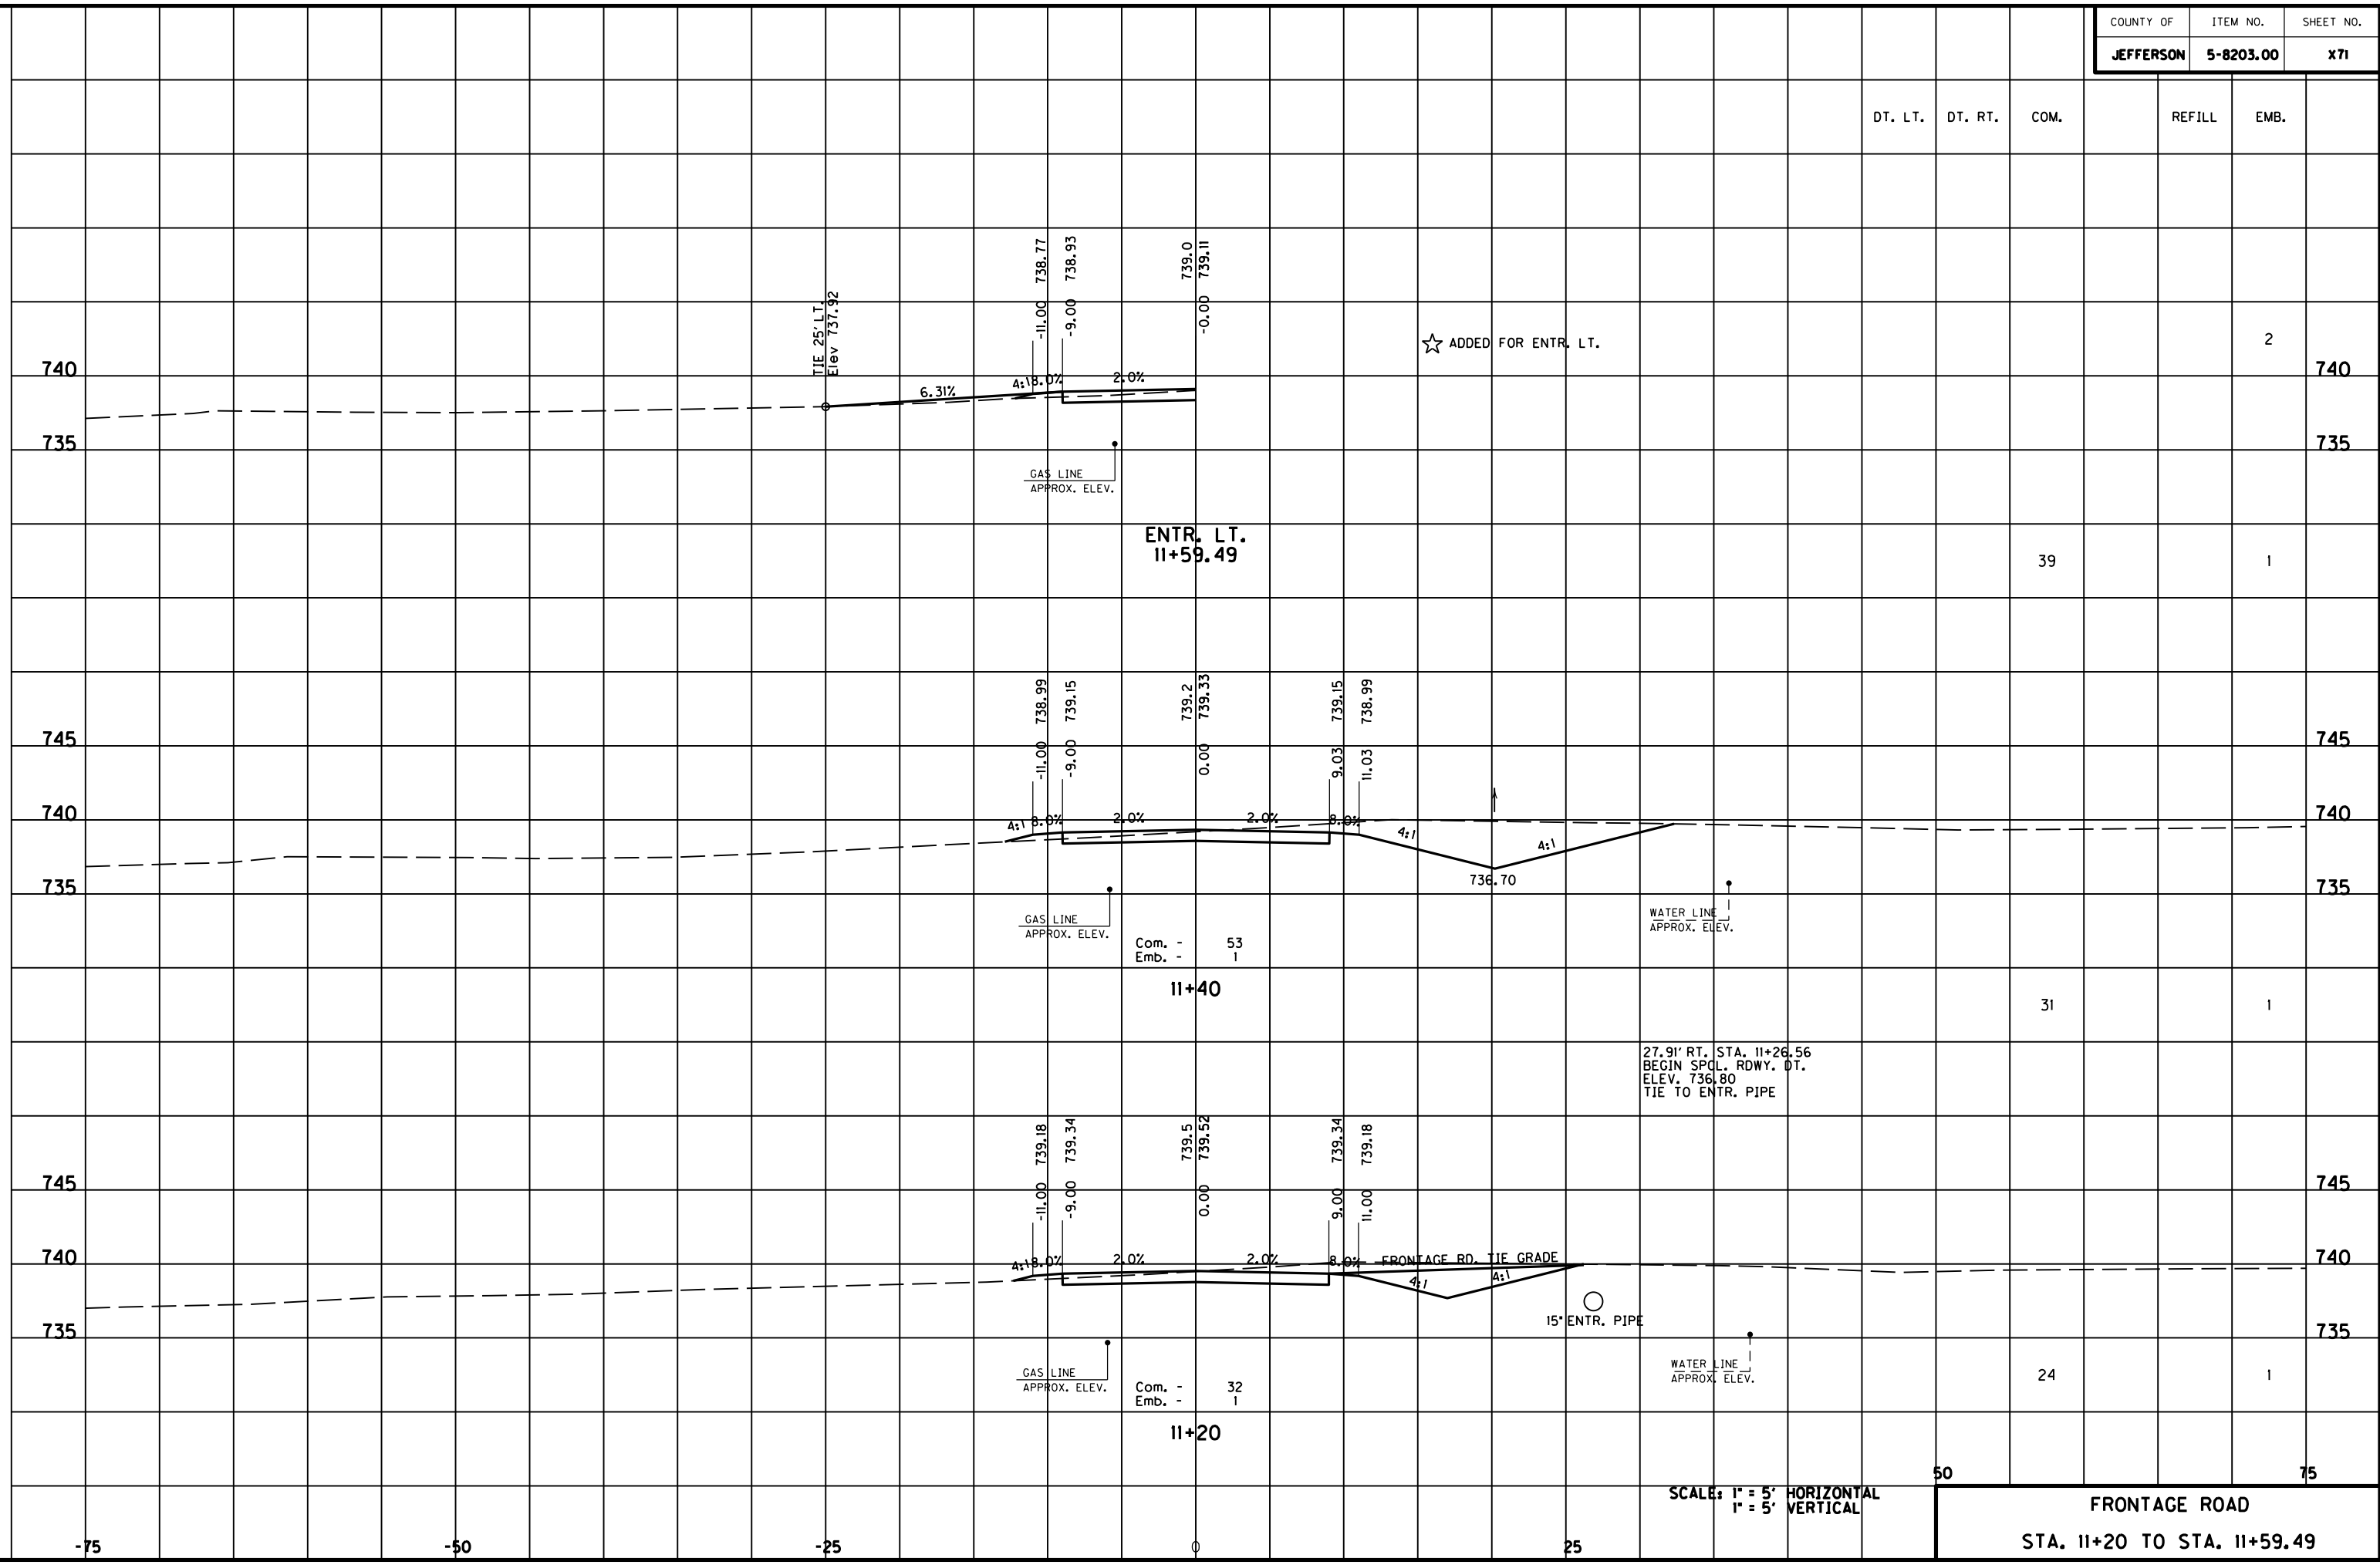 COUNTY OF ITEM NO. SHEET NO.
JEFFERSON 5-8203.00 X71
DT. LT. DT. RT. COM. REFILL EMB.
TIE 25' LT.
Elev 737.92
-11.00 738.77
-9.00 738.93
739.0
-0.00 739.11
☆ ADDED FOR ENTR. LT.
2
740 740
6.31% 4:1 8.0% 2.0%
735 735
GAS LINE
APPROX. ELEV.
ENTR. LT.
11+59.49
39 1
-11.00 738.99
-9.00 739.15
739.2
0.00 739.33
9.03 739.15
11.03 738.99
745 745
740 740
4:1 8.0% 2.0% 2.0% 8.0% 4:1 4:1
736.70
735 735
GAS LINE
APPROX. ELEV.
WATER LINE
APPROX. ELEV.
Com. - 53
Emb. - 1
11+40
31 1
27.91' RT. STA. 11+26.56
BEGIN SPCL. RDWY. DT.
ELEV. 736.80
TIE TO ENTR. PIPE
-11.00 739.18
-9.00 739.34
739.5
0.00 739.52
9.00 739.34
11.00 739.18
745 745
740 740
4:1 8.0% 2.0% 2.0% 8.0% FRONTAGE RD. TIE GRADE
4:1 4:1
15" ENTR. PIPE
735 735
GAS LINE
APPROX. ELEV.
WATER LINE
APPROX. ELEV.
Com. - 32
Emb. - 1
24 1
11+20
50 75
SCALE: 1" = 5' HORIZONTAL
1" = 5' VERTICAL
FRONTAGE ROAD
STA. 11+20 TO STA. 11+59.49
-75 -50 -25 0 25